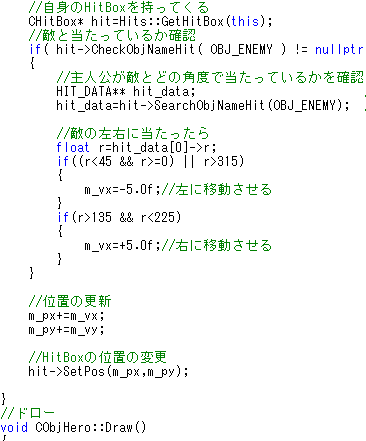 //自身のHitBoxを持ってくる
CHitBox* hit=Hits::GetHitBox(this);
//敵と当たっているか確認
if( hit->CheckObjNameHit( OBJ_ENEMY ) != nullptr
{
//主人公が敵とどの角度で当たっているかを確認
HIT_DATA** hit_data;
hit_data=hit->SearchObjNameHit(OBJ_ENEMY);
//敵の左右に当たったら
float r=hit_data[0]->r;
if((r<45 && r>=0) || r>315)
{
m_vx=-5.0f;//左に移動させる
}
if(r>135 && r<225)
{
m_vx=+5.0f;//右に移動させる
}
}
//位置の更新
m_px+=m_vx;
m_py+=m_vy;
//HitBoxの位置の変更
hit->SetPos(m_px,m_py);
}
//ドロー
void CObjHero::Draw()
{